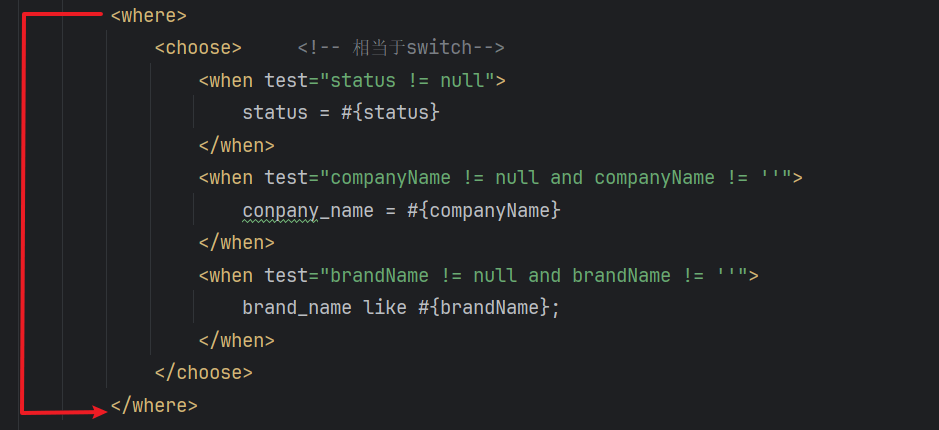 <where>
<choose> <!-- 相当于switch-->
<when test="status != null">
status = #{status}
</when>
<when test="companyName != null and companyName != ''">
conpany_name = #{companyName}
</when>
<when test="brandName != null and brandName != ''">
brand_name like #{brandName};
</when>
</choose>
</where>